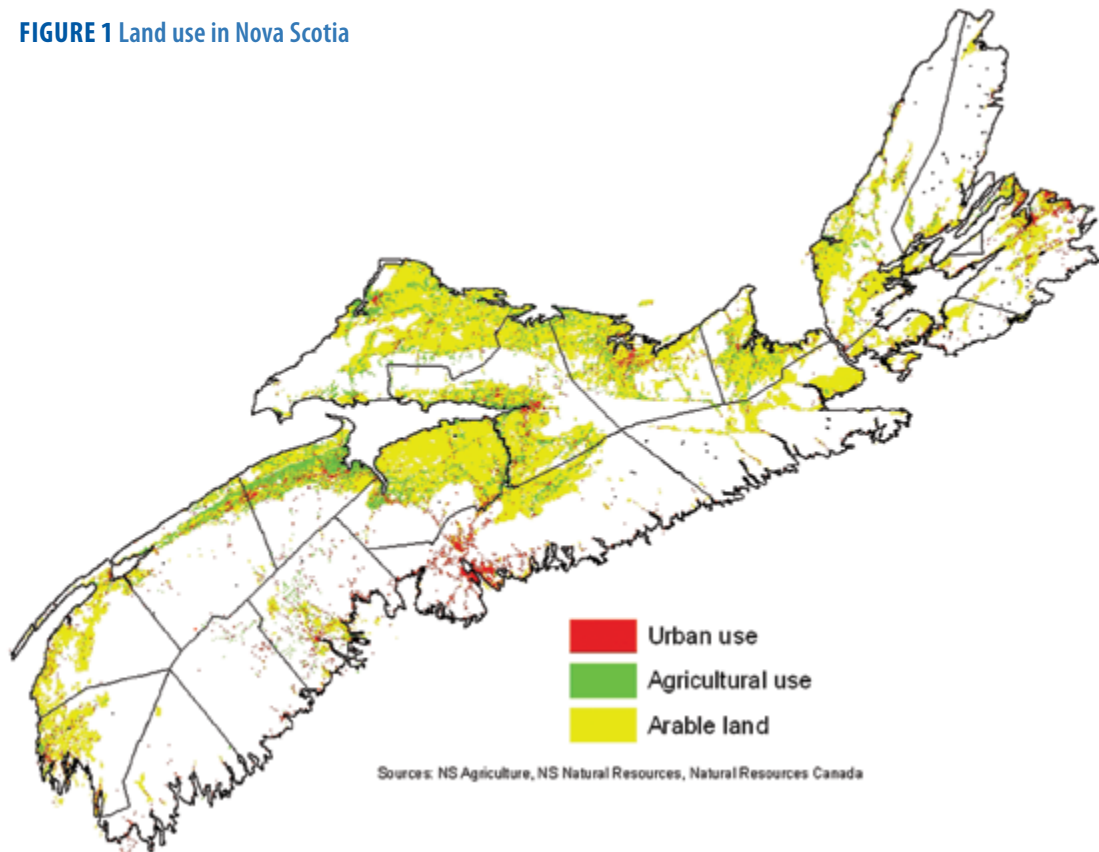 FIGURE 1 Land use in Nova Scotia
Urban use
Agricultural use
Arable land
Sources: NS Agriculture, NS Natural Resources, Natural Resources Canada